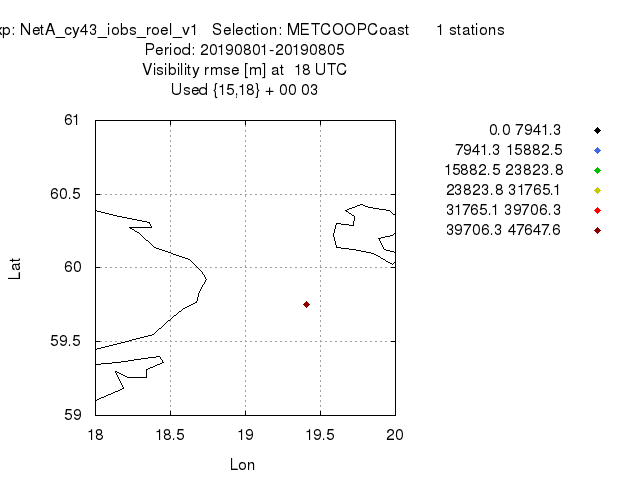 xp: NetA_cy43_iobs_roel_v1 Selection: METCOOPCoast 1 stations
Period: 20190801-20190805
Visibility rmse [m] at 18 UTC
Used {15,18} + 00 03
61
60.5
60
59.5
59
Lat
18 18.5 19 19.5 20
Lon
0.0 7941.3
7941.3 15882.5
15882.5 23823.8
23823.8 31765.1
31765.1 39706.3
39706.3 47647.6